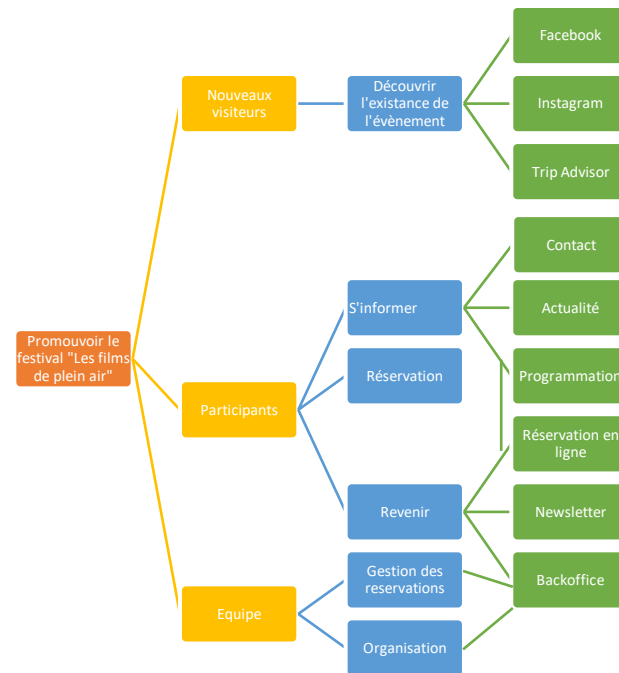 Promouvoir le
festival "Les films
de plein air"
Nouveaux
visiteurs
Découvrir
l'existance de
l'évènement
Facebook
Instagram
Trip Advisor
Participants
S'informer
Contact
Actualité
Programmation
Réservation
Réservation en
ligne
Revenir
Newsletter
Backoffice
Equipe
Gestion des
reservations
Organisation